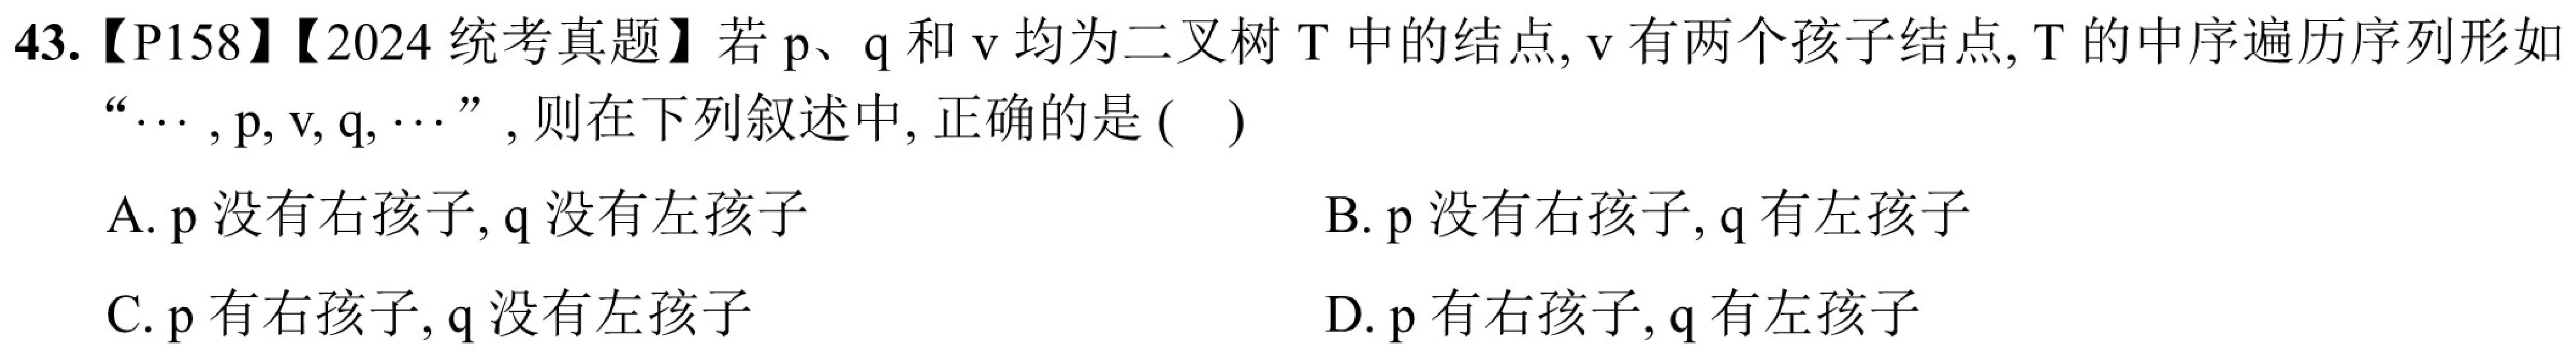 43.【P158】【2024 统考真题】若 p、q 和 v 均为二叉树 T 中的结点, v 有两个孩子结点, T 的中序遍历序列形如
“⋯ , p, v, q, ⋯” , 则在下列叙述中, 正确的是 ( )
A. p 没有右孩子, q 没有左孩子 B. p 没有右孩子, q 有左孩子
C. p 有右孩子, q 没有左孩子 D. p 有右孩子, q 有左孩子